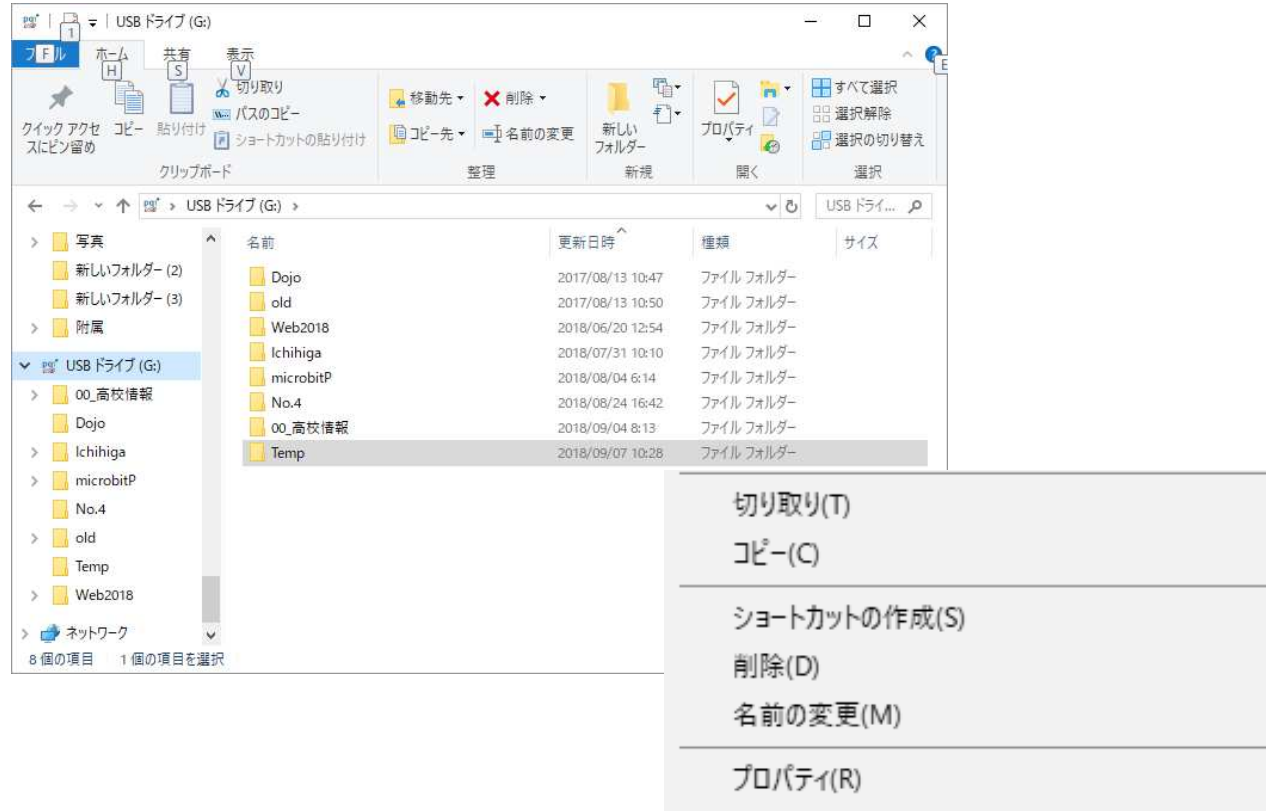 USB ドライブ (G:)
1
ファイル ホーム 共有 表示
F H S V E
クイック アクセスにピン留め
コピー
貼り付け
切り取り
パスのコピー
ショートカットの貼り付け
クリップボード
移動先
コピー先
削除
名前の変更
整理
新しい
フォルダー
新規
プロパティ
開く
すべて選択
選択解除
選択の切り替え
選択
USB ドライブ (G:)
USB ドライ...
写真
新しいフォルダー (2)
新しいフォルダー (3)
附属
USB ドライブ (G:)
00_高校情報
Dojo
Ichihiga
microbitP
No.4
old
Temp
Web2018
ネットワーク
名前 更新日時 種類 サイズ
Dojo 2017/08/13 10:47 ファイル フォルダー
old 2017/08/13 10:50 ファイル フォルダー
Web2018 2018/06/20 12:54 ファイル フォルダー
Ichihiga 2018/07/31 10:10 ファイル フォルダー
microbitP 2018/08/04 6:14 ファイル フォルダー
No.4 2018/08/24 16:42 ファイル フォルダー
00_高校情報 2018/09/04 8:13 ファイル フォルダー
Temp 2018/09/07 10:28 ファイル フォルダー
8 個の項目 1 個の項目を選択
切り取り(T)
コピー(C)
ショートカットの作成(S)
削除(D)
名前の変更(M)
プロパティ(R)